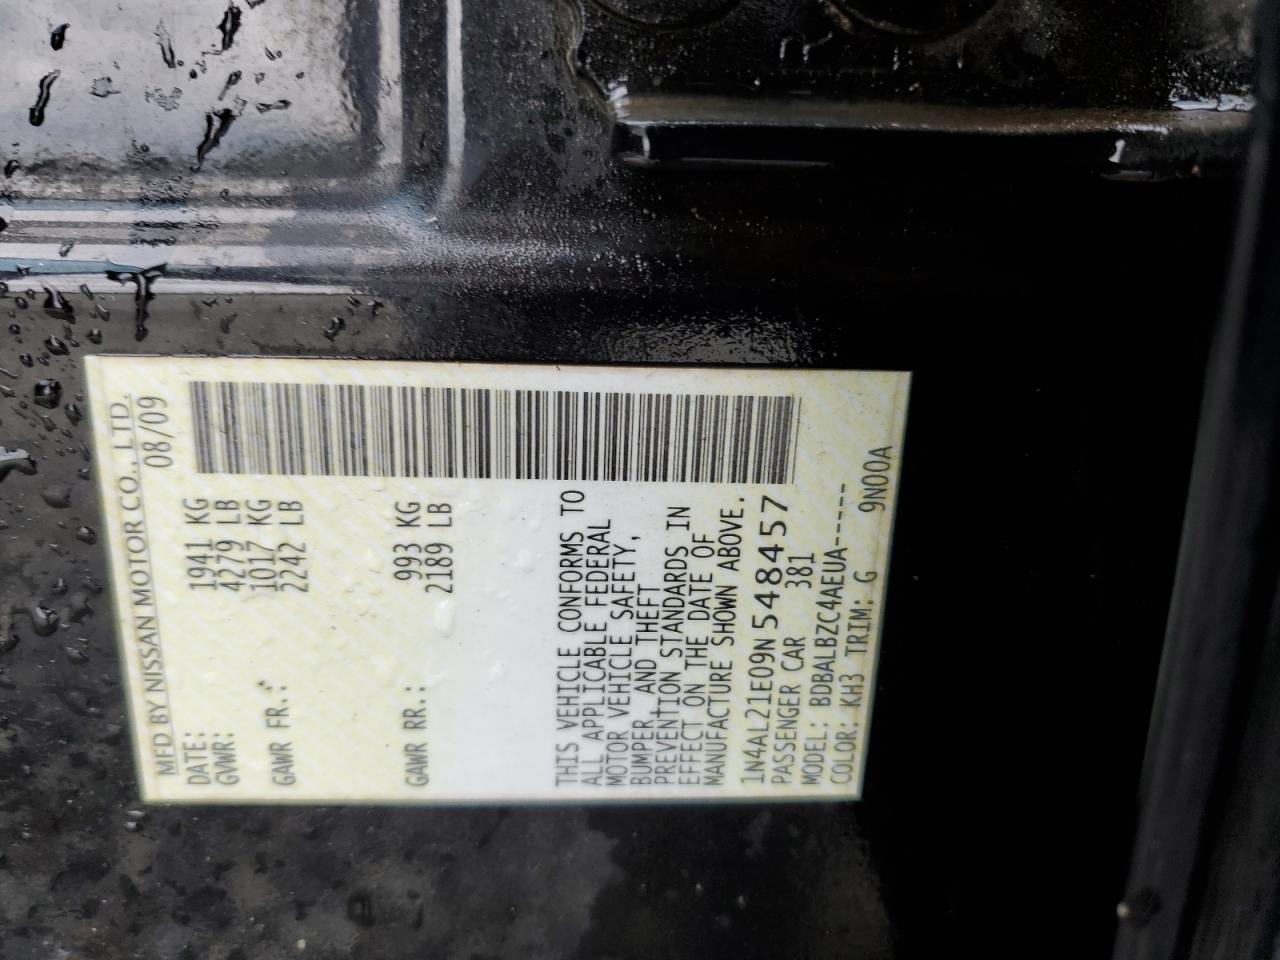 MFD BY NISSAN MOTOR CO., LTD.
DATE: 08/09
GVWR: 1941 KG
4279 LB
GAWR FR.: 1017 KG
2242 LB
GAWR RR.: 993 KG
2189 LB
THIS VEHICLE CONFORMS TO
ALL APPLICABLE FEDERAL
MOTOR VEHICLE SAFETY,
BUMPER, AND THEFT
PREVENTION STANDARDS IN
EFFECT ON THE DATE OF
MANUFACTURE SHOWN ABOVE.
1N4AL21E09N548457
PASSENGER CAR 381
MODEL: BDBALBZC4AEUA-----
COLOR: KH3 TRIM: G 9N00A